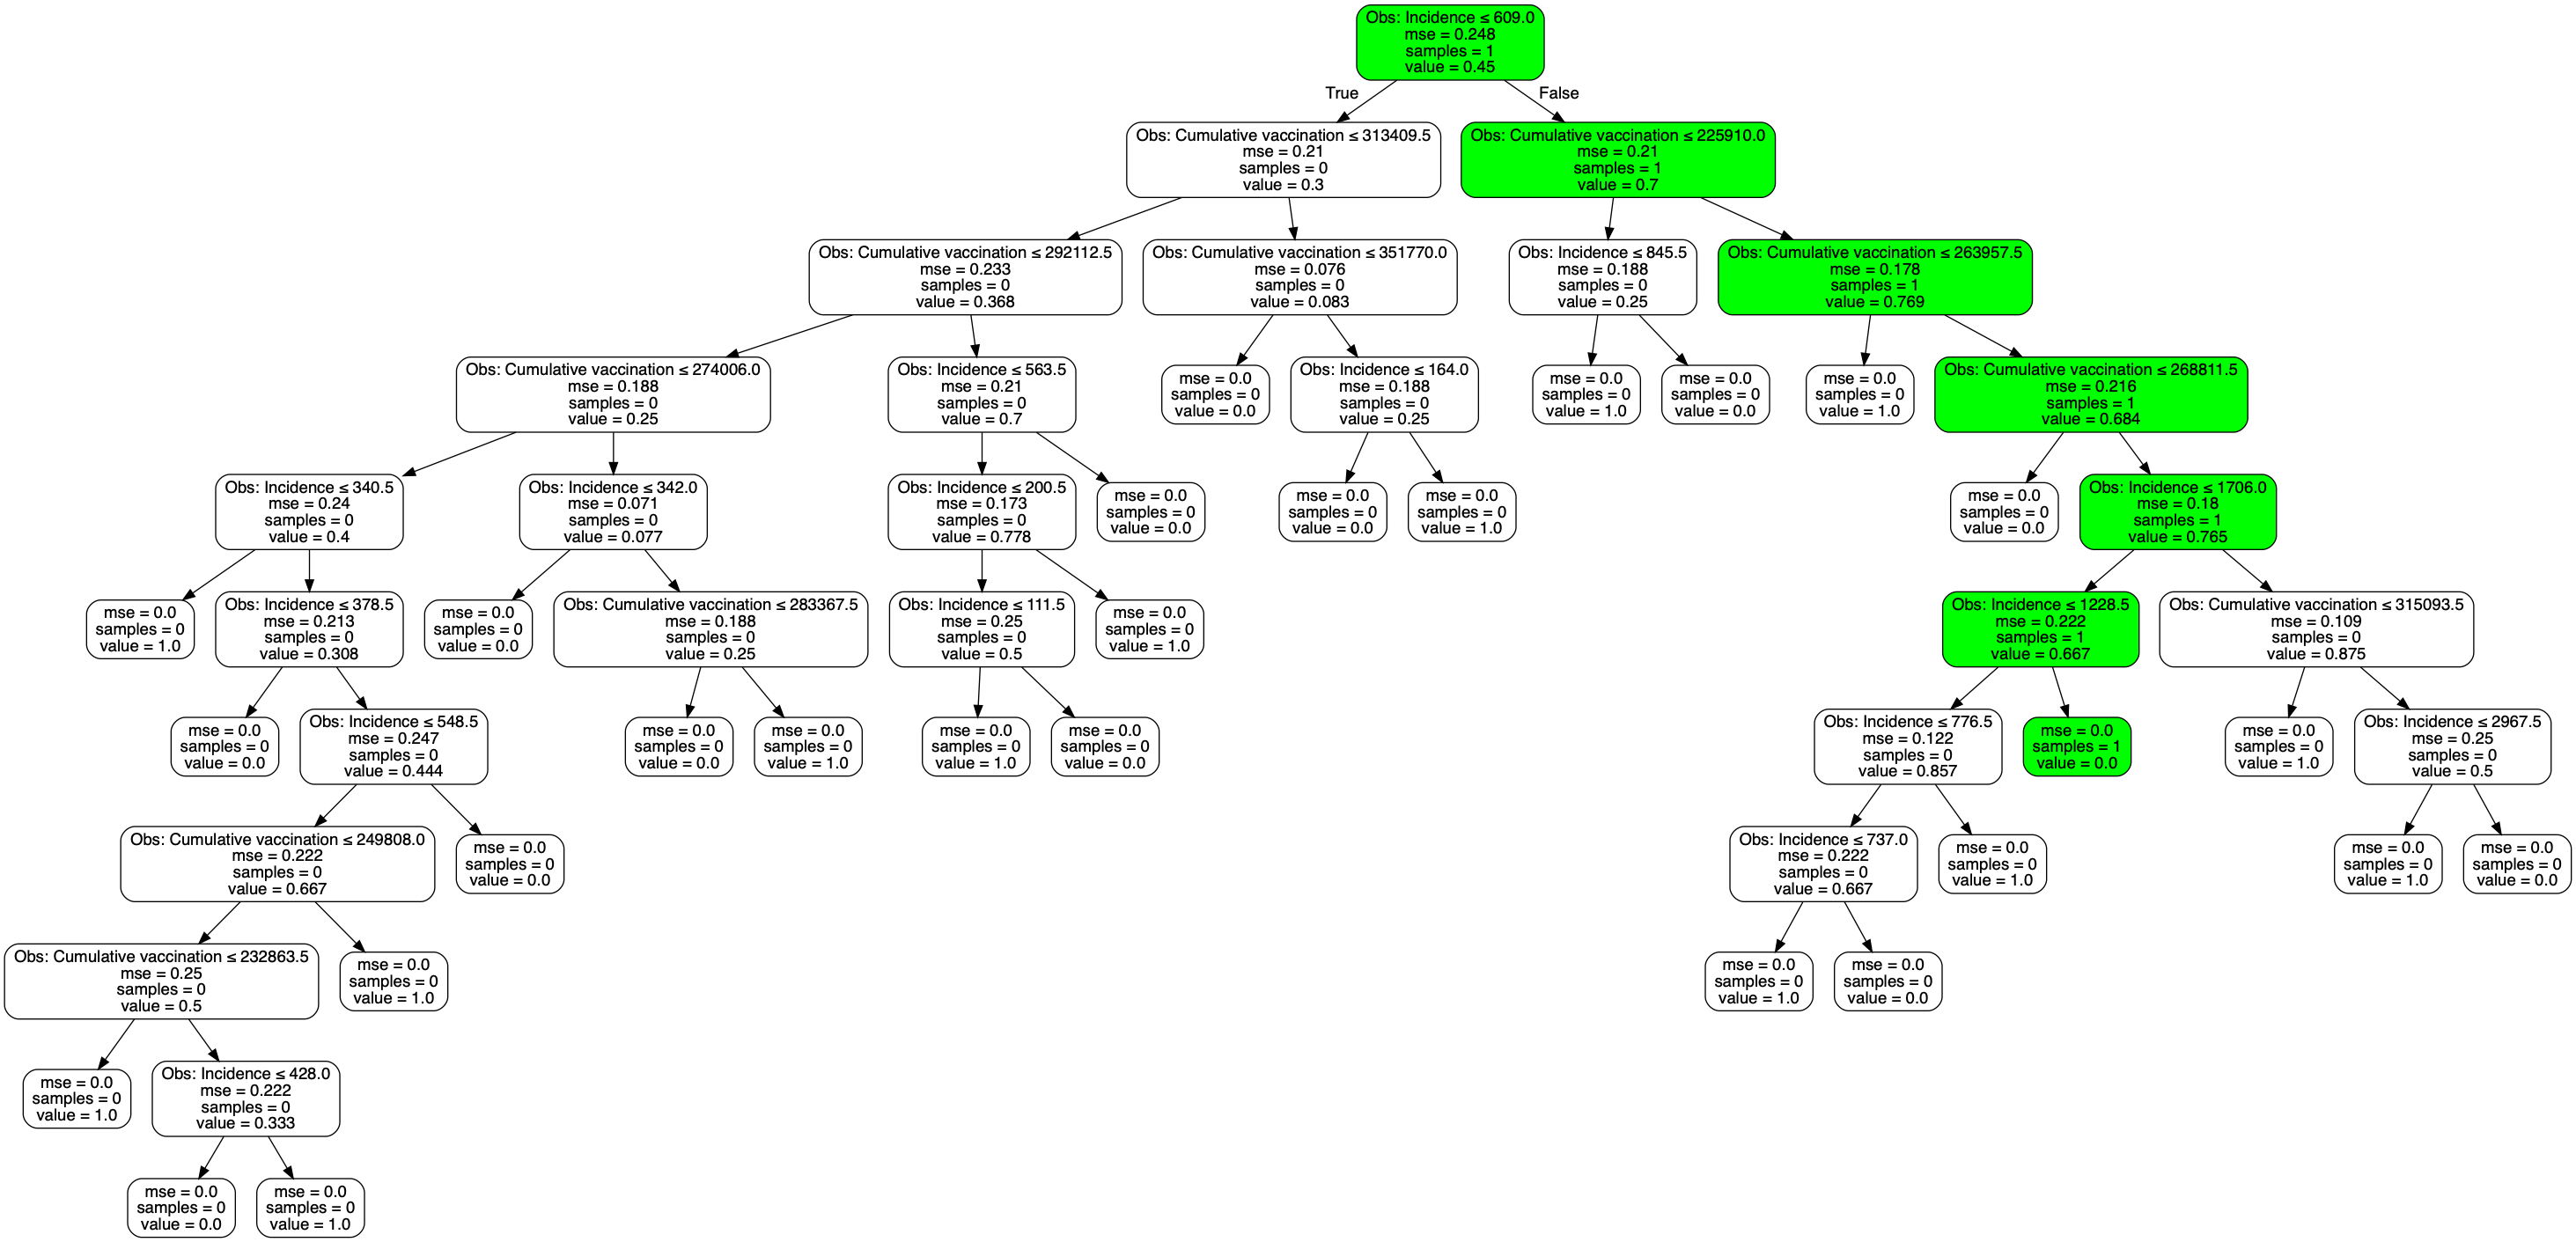 Obs: Incidence ≤ 609.0
mse = 0.248
samples = 1
value = 0.45
True
False
Obs: Cumulative vaccination ≤ 313409.5
mse = 0.21
samples = 0
value = 0.3
Obs: Cumulative vaccination ≤ 225910.0
mse = 0.21
samples = 1
value = 0.7
Obs: Cumulative vaccination ≤ 292112.5
mse = 0.233
samples = 0
value = 0.368
Obs: Cumulative vaccination ≤ 351770.0
mse = 0.076
samples = 0
value = 0.083
Obs: Incidence ≤ 845.5
mse = 0.188
samples = 0
value = 0.25
Obs: Cumulative vaccination ≤ 263957.5
mse = 0.178
samples = 1
value = 0.769
Obs: Cumulative vaccination ≤ 274006.0
mse = 0.188
samples = 0
value = 0.25
Obs: Incidence ≤ 563.5
mse = 0.21
samples = 0
value = 0.7
mse = 0.0
samples = 0
value = 0.0
Obs: Incidence ≤ 164.0
mse = 0.188
samples = 0
value = 0.25
mse = 0.0
samples = 0
value = 1.0
mse = 0.0
samples = 0
value = 0.0
mse = 0.0
samples = 0
value = 1.0
Obs: Cumulative vaccination ≤ 268811.5
mse = 0.216
samples = 1
value = 0.684
Obs: Incidence ≤ 340.5
mse = 0.24
samples = 0
value = 0.4
Obs: Incidence ≤ 342.0
mse = 0.071
samples = 0
value = 0.077
Obs: Incidence ≤ 200.5
mse = 0.173
samples = 0
value = 0.778
mse = 0.0
samples = 0
value = 0.0
mse = 0.0
samples = 0
value = 0.0
mse = 0.0
samples = 0
value = 1.0
mse = 0.0
samples = 0
value = 0.0
Obs: Incidence ≤ 1706.0
mse = 0.18
samples = 1
value = 0.765
mse = 0.0
samples = 0
value = 1.0
Obs: Incidence ≤ 378.5
mse = 0.213
samples = 0
value = 0.308
mse = 0.0
samples = 0
value = 0.0
Obs: Cumulative vaccination ≤ 283367.5
mse = 0.188
samples = 0
value = 0.25
Obs: Incidence ≤ 111.5
mse = 0.25
samples = 0
value = 0.5
mse = 0.0
samples = 0
value = 1.0
Obs: Incidence ≤ 1228.5
mse = 0.222
samples = 1
value = 0.667
Obs: Cumulative vaccination ≤ 315093.5
mse = 0.109
samples = 0
value = 0.875
mse = 0.0
samples = 0
value = 0.0
Obs: Incidence ≤ 548.5
mse = 0.247
samples = 0
value = 0.444
mse = 0.0
samples = 0
value = 0.0
mse = 0.0
samples = 0
value = 1.0
mse = 0.0
samples = 0
value = 1.0
mse = 0.0
samples = 0
value = 0.0
Obs: Incidence ≤ 776.5
mse = 0.122
samples = 0
value = 0.857
mse = 0.0
samples = 1
value = 0.0
mse = 0.0
samples = 0
value = 1.0
Obs: Incidence ≤ 2967.5
mse = 0.25
samples = 0
value = 0.5
Obs: Cumulative vaccination ≤ 249808.0
mse = 0.222
samples = 0
value = 0.667
mse = 0.0
samples = 0
value = 0.0
Obs: Incidence ≤ 737.0
mse = 0.222
samples = 0
value = 0.667
mse = 0.0
samples = 0
value = 1.0
mse = 0.0
samples = 0
value = 1.0
mse = 0.0
samples = 0
value = 0.0
Obs: Cumulative vaccination ≤ 232863.5
mse = 0.25
samples = 0
value = 0.5
mse = 0.0
samples = 0
value = 1.0
mse = 0.0
samples = 0
value = 1.0
mse = 0.0
samples = 0
value = 0.0
mse = 0.0
samples = 0
value = 1.0
Obs: Incidence ≤ 428.0
mse = 0.222
samples = 0
value = 0.333
mse = 0.0
samples = 0
value = 0.0
mse = 0.0
samples = 0
value = 1.0